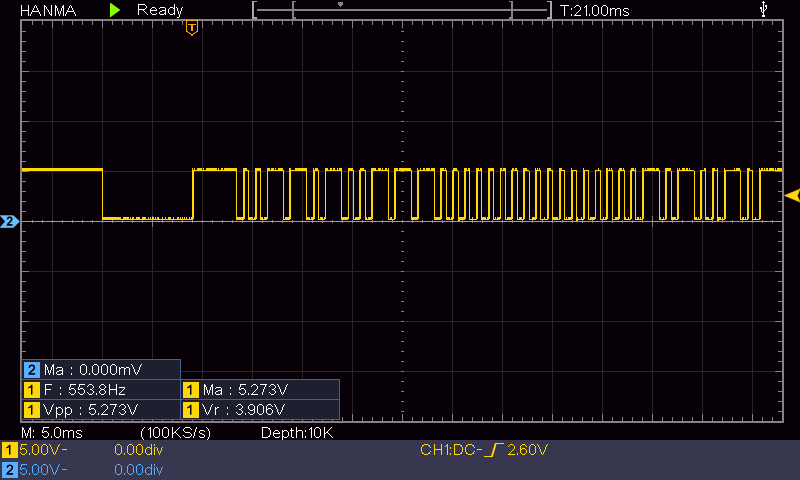 HANMA Ready T:21.00ms
T
2
2 Ma : 0.000mV
1 F : 553.8Hz 1 Ma : 5.273V
1 Vpp : 5.273V 1 Vr : 3.906V
M: 5.0ms (100KS/s) Depth:10K
1 5.00V- 0.00div CH1:DC- 2.60V
2 5.00V- 0.00div